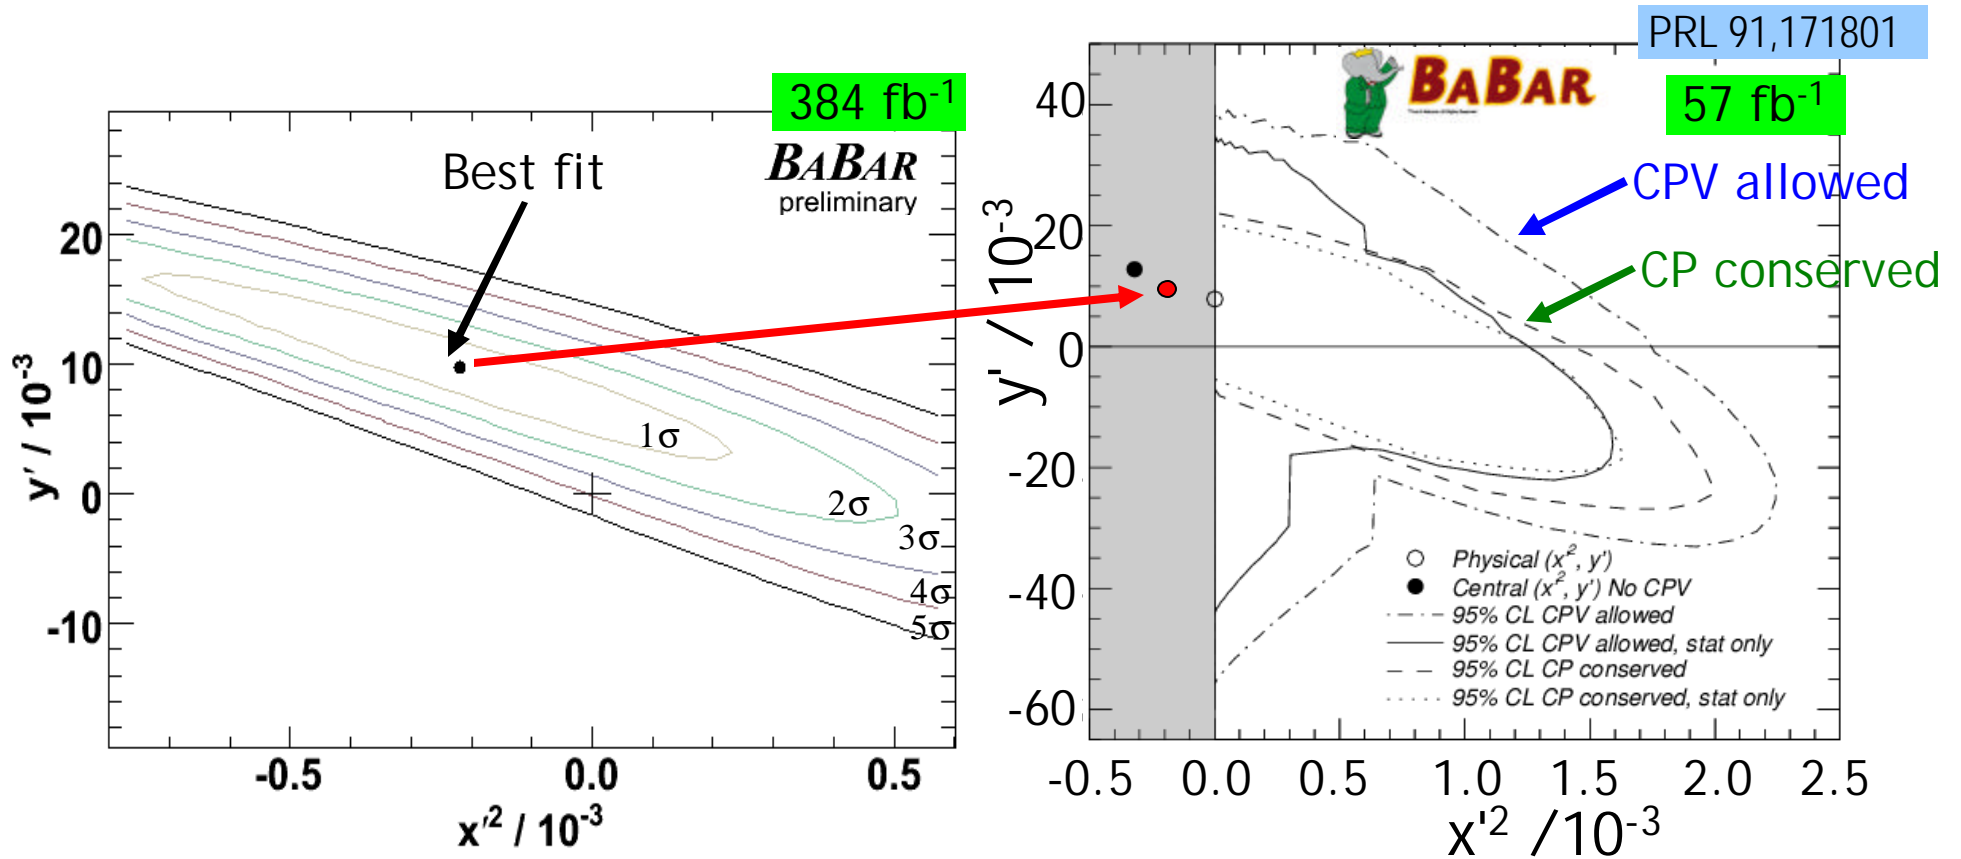 384 fb⁻¹
BABAR
preliminary
Best fit
20
10
0
-10
y′ / 10⁻³
1σ
2σ
3σ
4σ
5σ
-0.5
0.0
0.5
x′² / 10⁻³
PRL 91,171801
BABAR
57 fb⁻¹
CPV allowed
CP conserved
40
20
0
-20
-40
-60
y' / 10⁻³
Physical (x², y')
Central (x², y') No CPV
95% CL CPV allowed
95% CL CPV allowed, stat only
95% CL CP conserved
95% CL CP conserved, stat only
-0.5
0.0
0.5
1.0
1.5
2.0
2.5
x'² /10⁻³